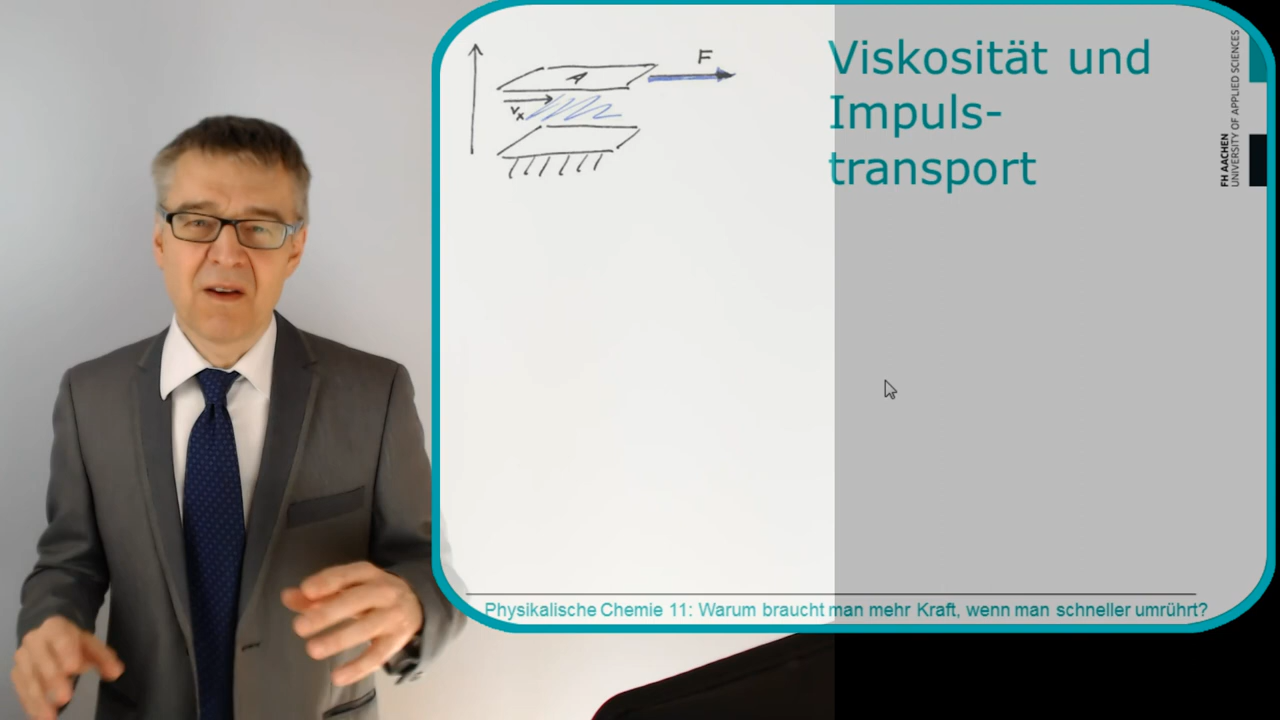 F
A
vx
Viskosität und
Impuls-
transport
FH AACHEN
UNIVERSITY OF APPLIED SCIENCES
Physikalische Chemie 11: Warum braucht man mehr Kraft, wenn man schneller umrührt?